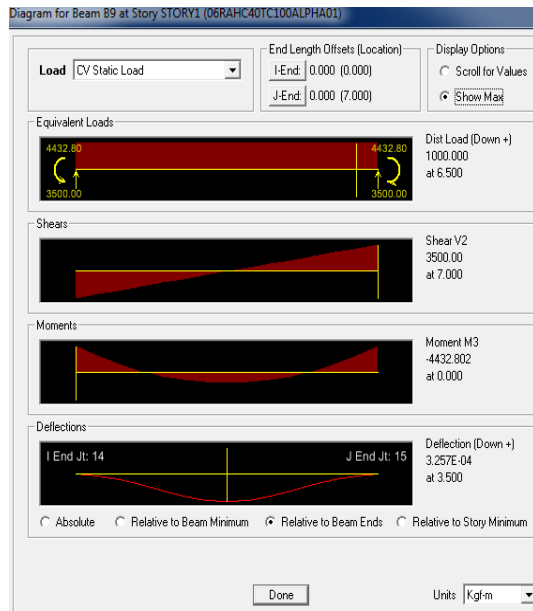 Diagram for Beam B9 at Story STORY1 (06RAHC40TC100ALPHA01)
Load CV Static Load
End Length Offsets (Location)
I-End: 0.000 (0.000)
J-End: 0.000 (7.000)
Display Options
Scroll for Values
Show Max
Equivalent Loads
4432.80 4432.80
3500.00 3500.00
Dist Load (Down +)
1000.000
at 6.500
Shears
Shear V2
3500.00
at 7.000
Moments
Moment M3
-4432.802
at 0.000
Deflections
I End Jt: 14 J End Jt: 15
Deflection (Down +)
3.257E-04
at 3.500
Absolute Relative to Beam Minimum Relative to Beam Ends Relative to Story Minimum
Done Units Kgf-m